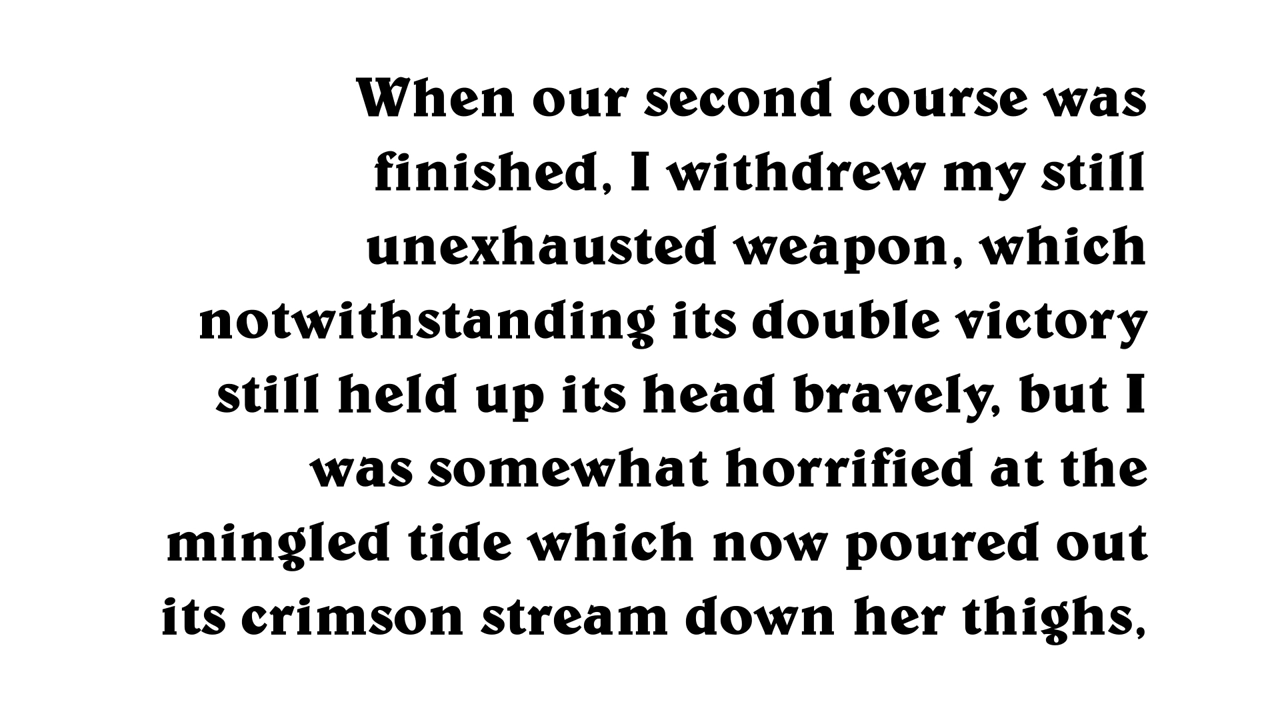 When our second course was
finished, I withdrew my still
unexhausted weapon, which
notwithstanding its double victory
still held up its head bravely, but I
was somewhat horrified at the
mingled tide which now poured out
its crimson stream down her thighs,